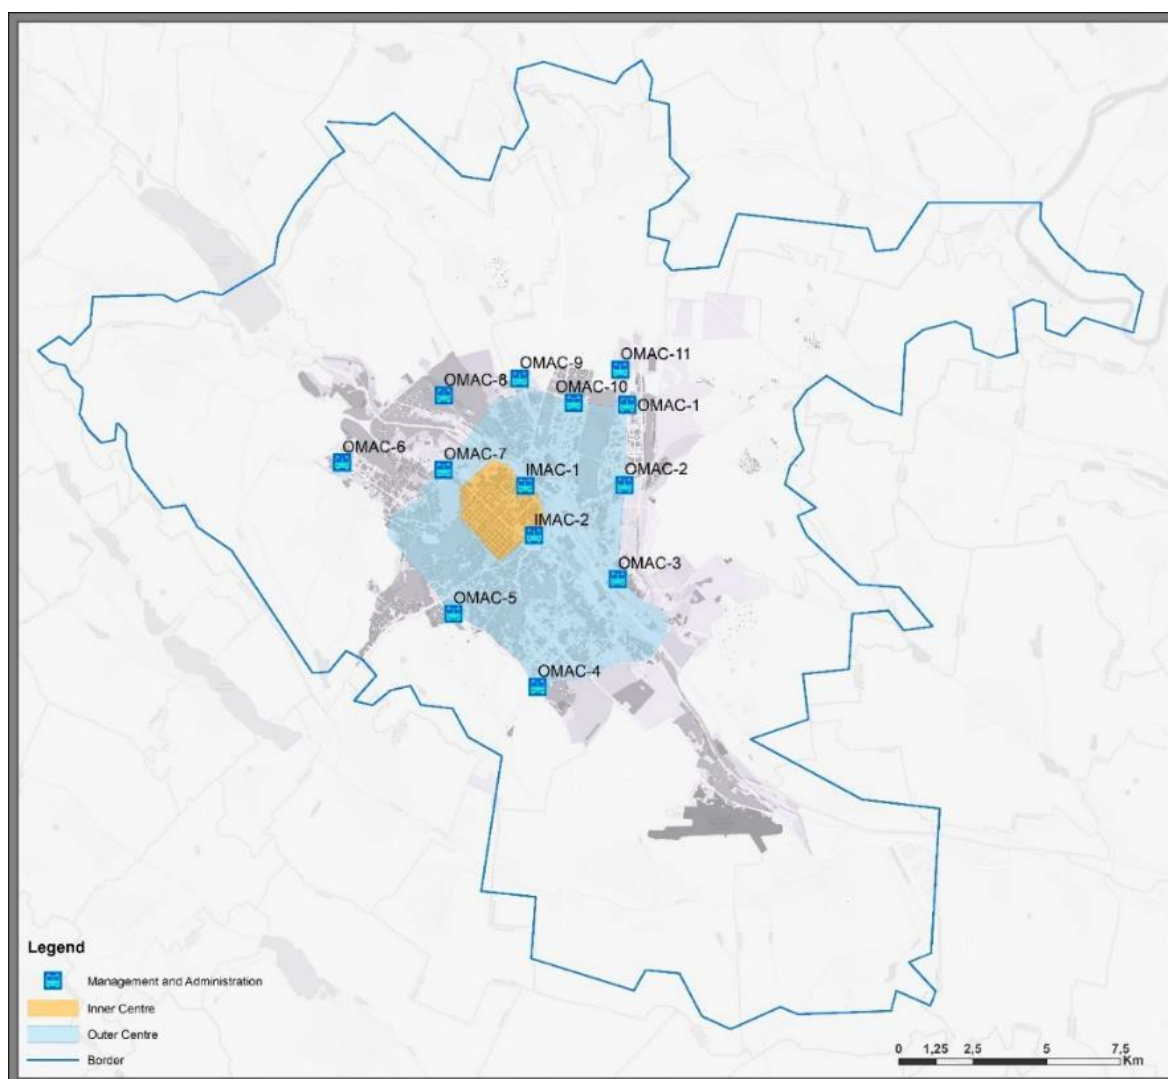 OMAC-11
OMAC-9
OMAC-8
OMAC-10
OMAC-1
OMAC-6
OMAC-7
IMAC-1
OMAC-2
IMAC-2
OMAC-3
OMAC-5
OMAC-4
Legend
Management and Administration
Inner Centre
Outer Centre
Border
0 1,25 2,5 5 7,5
Km